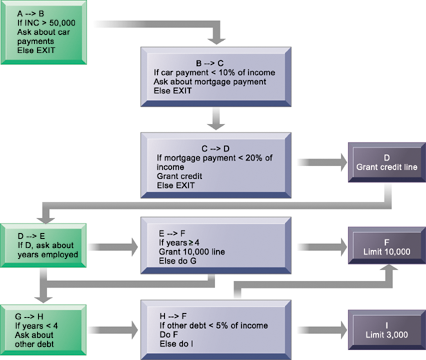 A --> B
If INC > 50,000
Ask about car
payments
Else EXIT
B --> C
If car payment < 10% of income
Ask about mortgage payment
Else EXIT
C --> D
If mortgage payment < 20% of
income
Grant credit
Else EXIT
D
Grant credit line
D --> E
If D, ask about
years employed
E --> F
If years ≥ 4
Grant 10,000 line
Else do G
F
Limit 10,000
G --> H
If years < 4
Ask about
other debt
H --> F
If other debt < 5% of income
Do F
Else do I
I
Limit 3,000